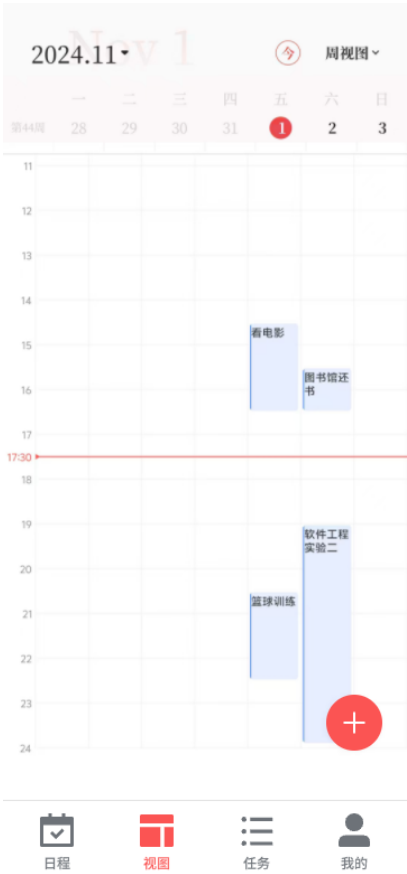 Nov 1
2024.11
今
周视图
一 二 三 四 五 六 日
第44周 28 29 30 31 1 2 3
11
12
13
14
看电影
15
图书馆还
书
16
17
17:30
18
19
软件工程
实验二
20
篮球训练
21
22
23
24
日程 视图 任务 我的